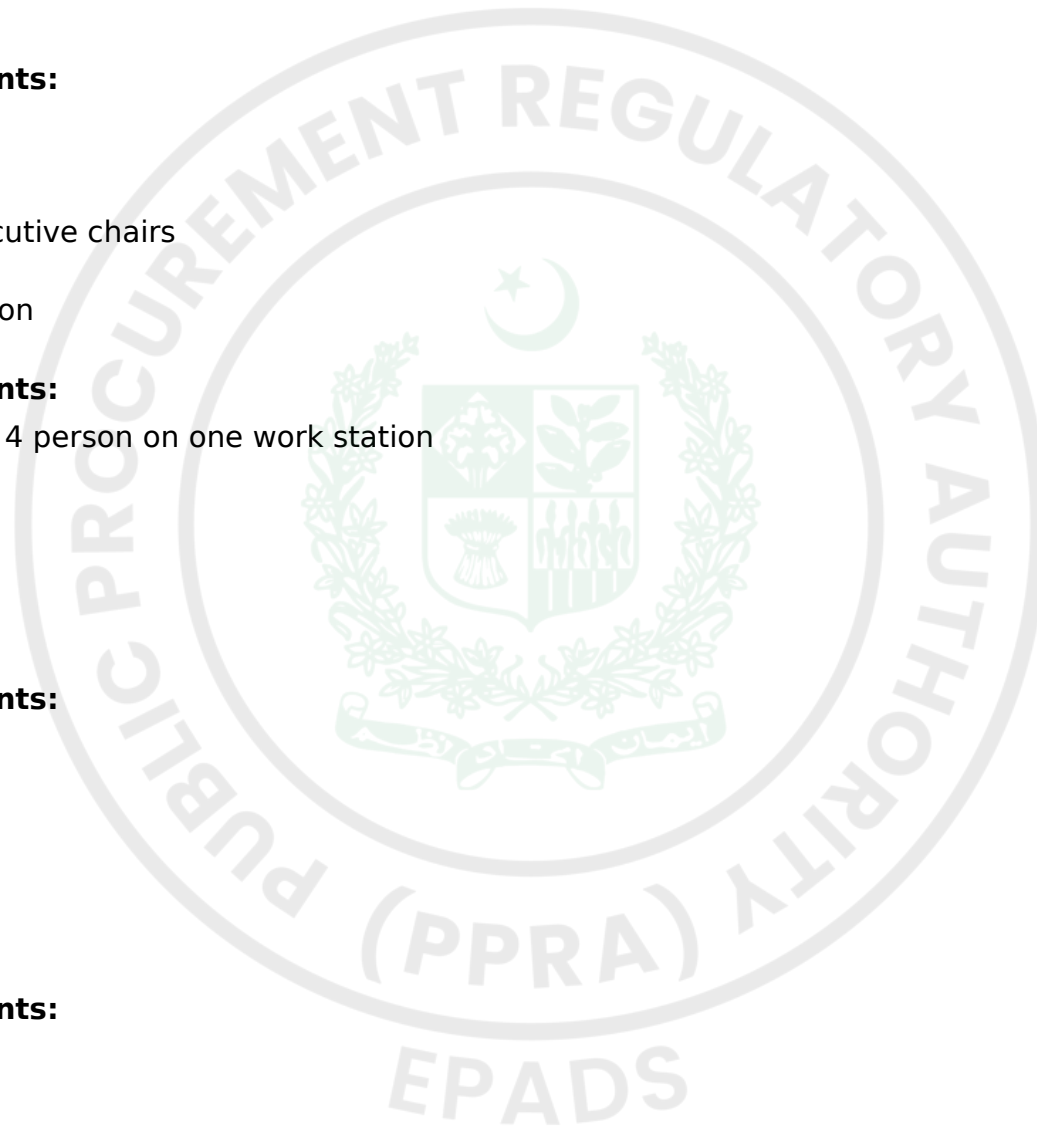 nts:
cutive chairs
on
nts:
4 person on one work station
nts:
nts:
PUBLIC PROCUREMENT REGULATORY AUTHORITY
(PPRA)
EPADS